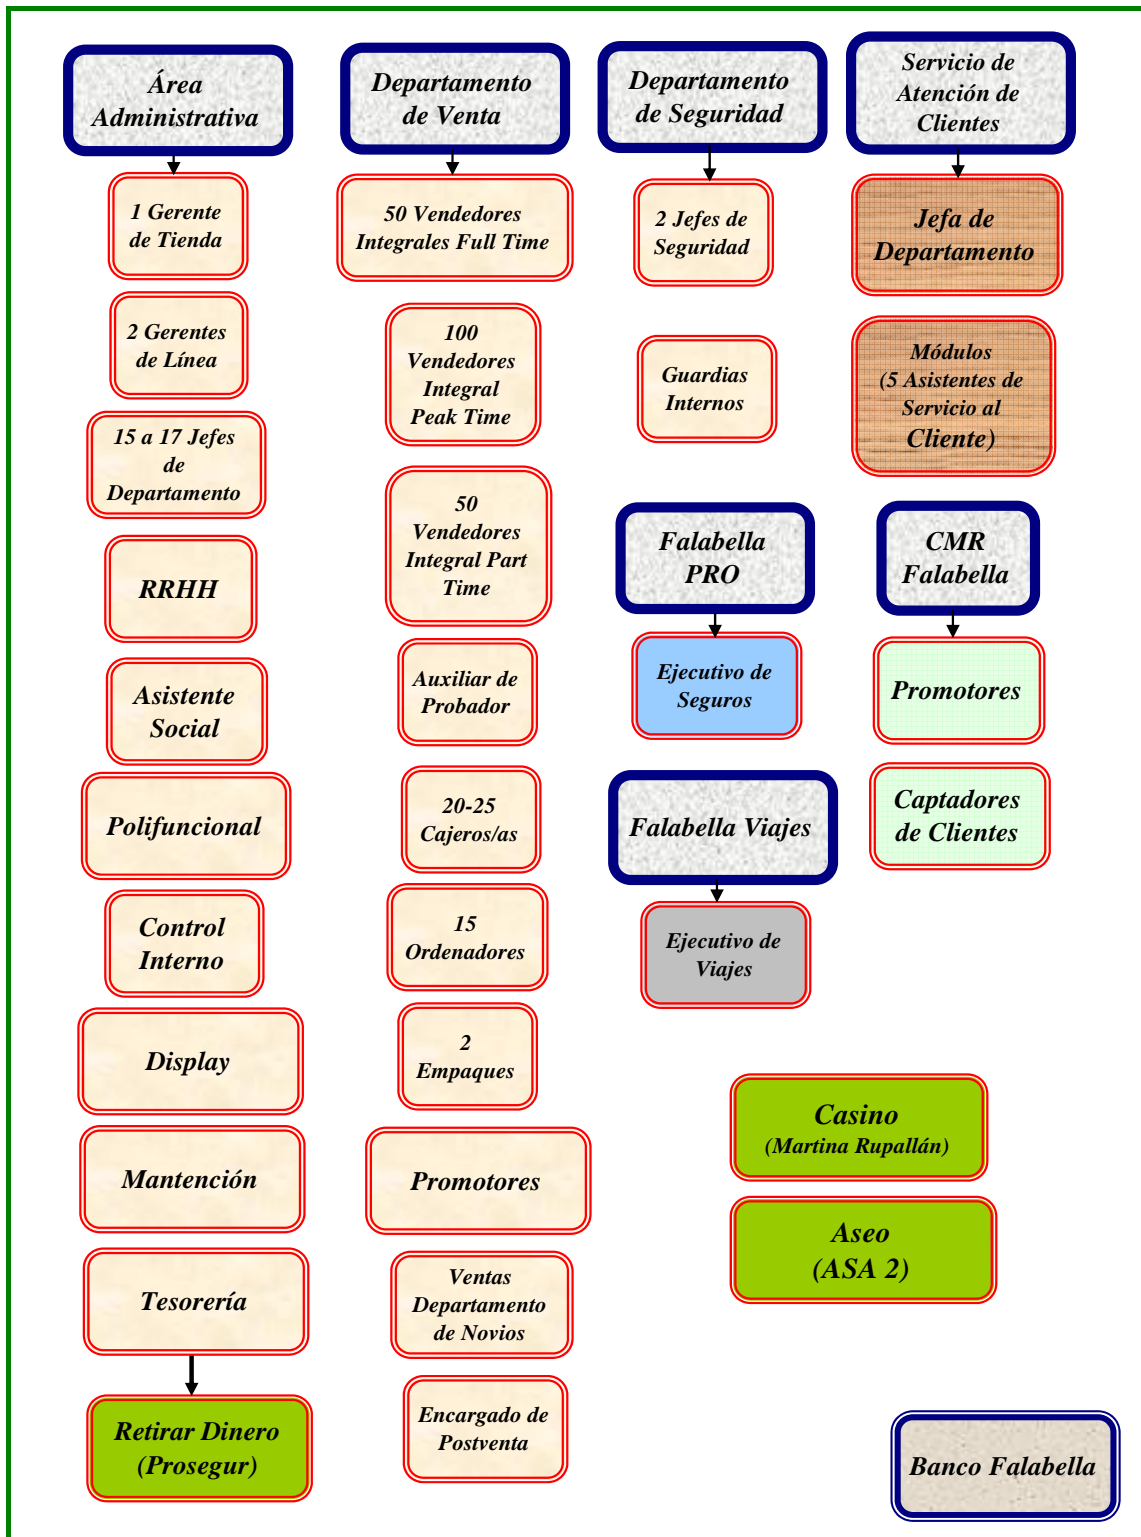 Área
Administrativa
1 Gerente
de Tienda
2 Gerentes
de Línea
15 a 17 Jefes
de
Departamento
RRHH
Asistente
Social
Polifuncional
Control
Interno
Display
Mantención
Tesorería
Retirar Dinero
(Prosegur)
Departamento
de Venta
50 Vendedores
Integrales Full Time
100
Vendedores
Integral
Peak Time
50
Vendedores
Integral Part
Time
Auxiliar de
Probador
20-25
Cajeros/as
15
Ordenadores
2
Empaques
Promotores
Ventas
Departamento
de Novios
Encargado de
Postventa
Departamento
de Seguridad
2 Jefes de
Seguridad
Guardias
Internos
Falabella
PRO
Ejecutivo de
Seguros
Falabella Viajes
Ejecutivo de
Viajes
Servicio de
Atención de
Clientes
Jefa de
Departamento
Módulos
(5 Asistentes de
Servicio al
Cliente)
CMR
Falabella
Promotores
Captadores
de Clientes
Casino
(Martina Rupallán)
Aseo
(ASA 2)
Banco Falabella